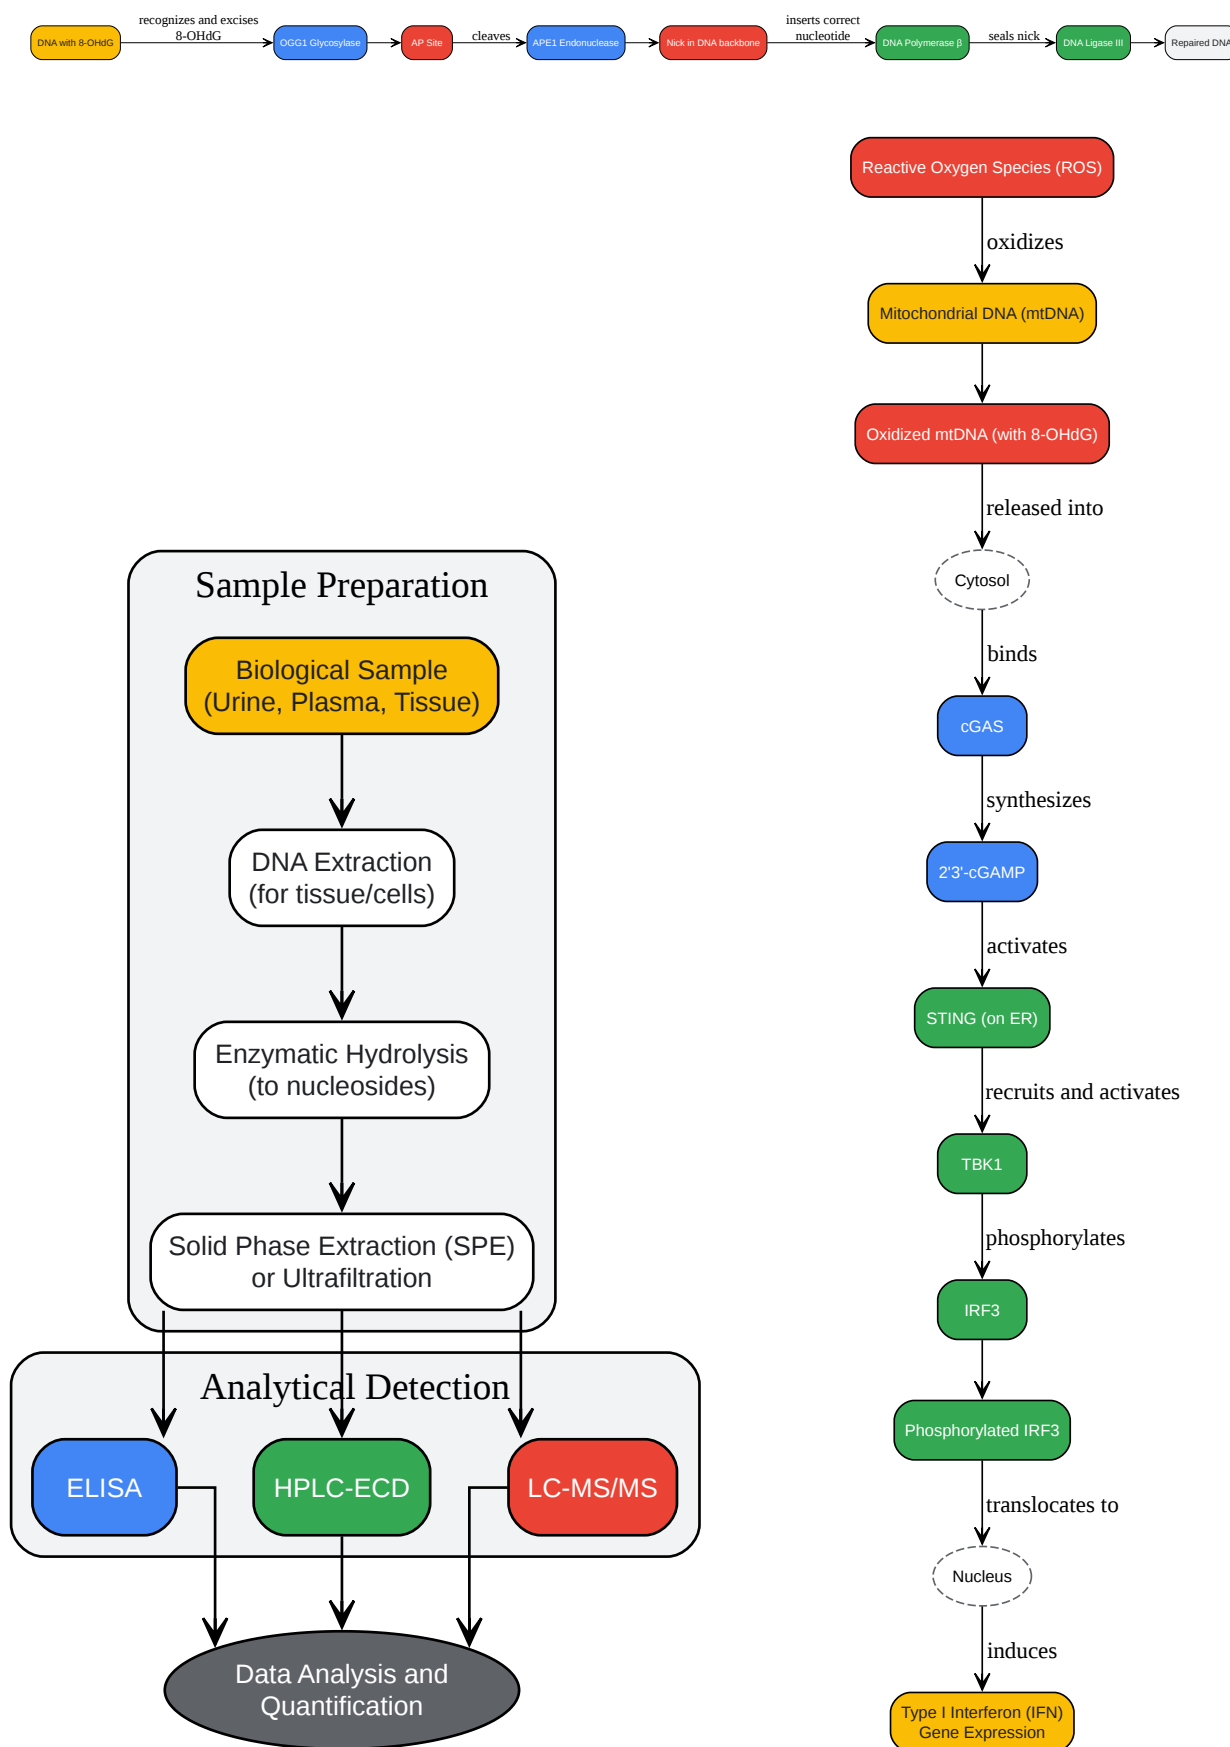 recognizes and excises
8-OHdG
inserts correct
nucleotide
DNA with 8-OHdG
OGG1 Glycosylase
AP Site
cleaves
APE1 Endonuclease
Nick in DNA backbone
DNA Polymerase β
seals nick
DNA Ligase III
Repaired DNA
Sample Preparation
Biological Sample
(Urine, Plasma, Tissue)
DNA Extraction
(for tissue/cells)
Enzymatic Hydrolysis
(to nucleosides)
Solid Phase Extraction (SPE)
or Ultrafiltration
Analytical Detection
ELISA
HPLC-ECD
LC-MS/MS
Data Analysis and
Quantification
Reactive Oxygen Species (ROS)
oxidizes
Mitochondrial DNA (mtDNA)
Oxidized mtDNA (with 8-OHdG)
released into
Cytosol
binds
cGAS
synthesizes
2'3'-cGAMP
activates
STING (on ER)
recruits and activates
TBK1
phosphorylates
IRF3
Phosphorylated IRF3
translocates to
Nucleus
induces
Type I Interferon (IFN)
Gene Expression